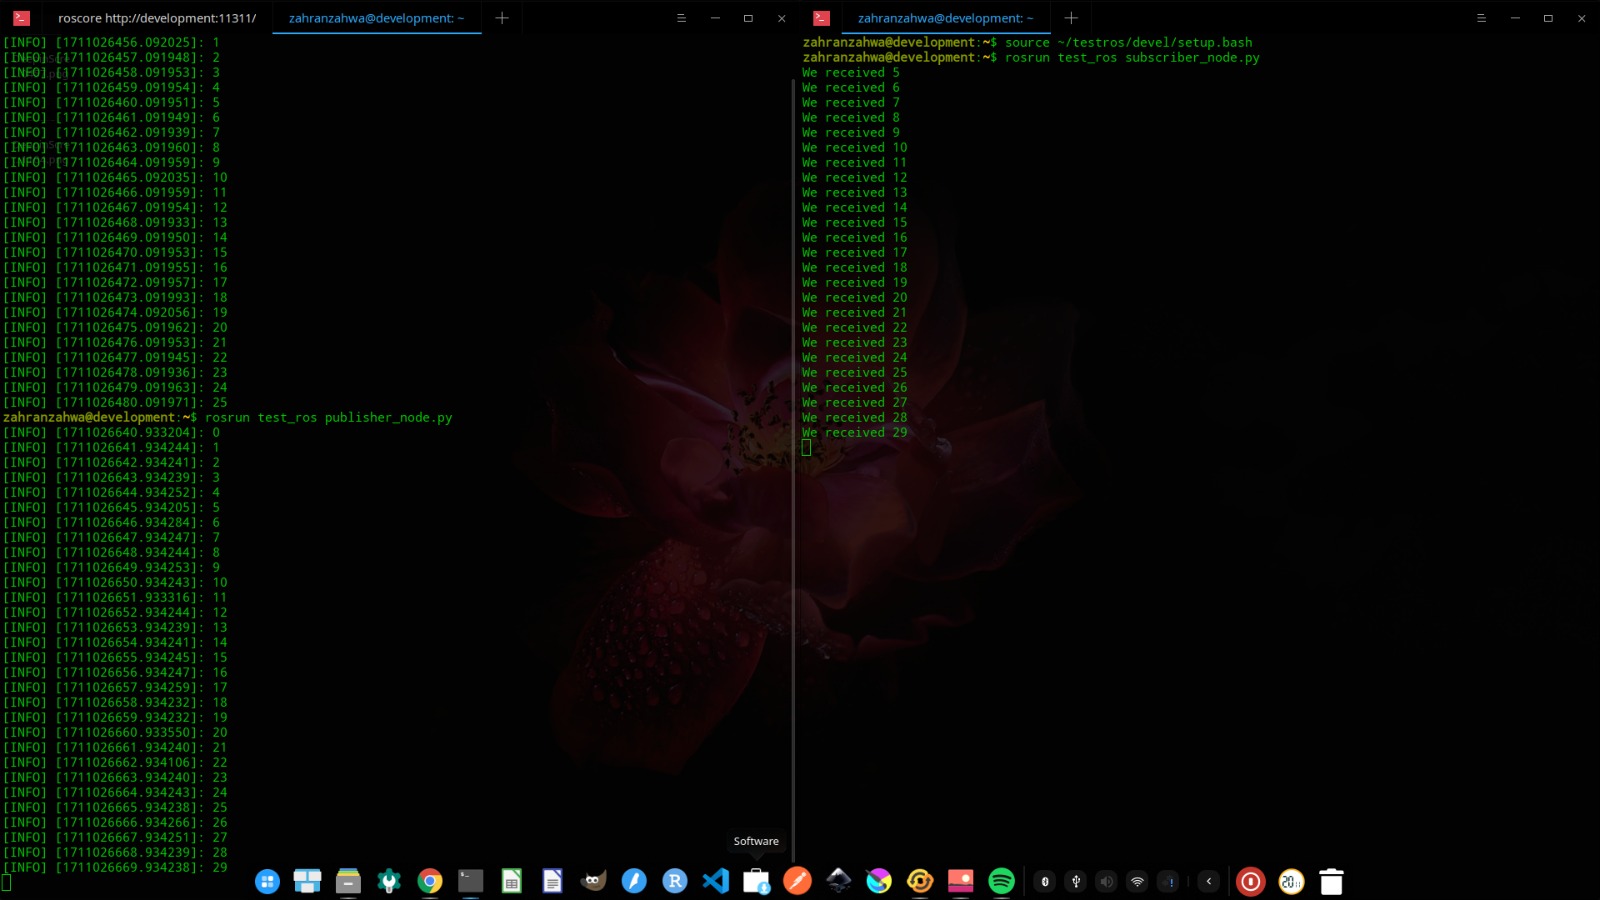 roscore http://development:11311/
zahranzahwa@development: ~
[INFO] [1711026456.092025]: 1
[INFO] [1711026457.091948]: 2
[INFO] [1711026458.091953]: 3
[INFO] [1711026459.091954]: 4
[INFO] [1711026460.091951]: 5
[INFO] [1711026461.091949]: 6
[INFO] [1711026462.091939]: 7
[INFO] [1711026463.091960]: 8
[INFO] [1711026464.091959]: 9
[INFO] [1711026465.092035]: 10
[INFO] [1711026466.091959]: 11
[INFO] [1711026467.091954]: 12
[INFO] [1711026468.091933]: 13
[INFO] [1711026469.091950]: 14
[INFO] [1711026470.091953]: 15
[INFO] [1711026471.091955]: 16
[INFO] [1711026472.091957]: 17
[INFO] [1711026473.091993]: 18
[INFO] [1711026474.092056]: 19
[INFO] [1711026475.091962]: 20
[INFO] [1711026476.091953]: 21
[INFO] [1711026477.091945]: 22
[INFO] [1711026478.091936]: 23
[INFO] [1711026479.091963]: 24
[INFO] [1711026480.091971]: 25
zahranzahwa@development:~$ rosrun test_ros publisher_node.py
[INFO] [1711026640.933204]: 0
[INFO] [1711026641.934244]: 1
[INFO] [1711026642.934241]: 2
[INFO] [1711026643.934239]: 3
[INFO] [1711026644.934252]: 4
[INFO] [1711026645.934205]: 5
[INFO] [1711026646.934284]: 6
[INFO] [1711026647.934247]: 7
[INFO] [1711026648.934244]: 8
[INFO] [1711026649.934253]: 9
[INFO] [1711026650.934243]: 10
[INFO] [1711026651.933316]: 11
[INFO] [1711026652.934244]: 12
[INFO] [1711026653.934239]: 13
[INFO] [1711026654.934241]: 14
[INFO] [1711026655.934245]: 15
[INFO] [1711026656.934247]: 16
[INFO] [1711026657.934259]: 17
[INFO] [1711026658.934232]: 18
[INFO] [1711026659.934232]: 19
[INFO] [1711026660.933550]: 20
[INFO] [1711026661.934240]: 21
[INFO] [1711026662.934106]: 22
[INFO] [1711026663.934240]: 23
[INFO] [1711026664.934243]: 24
[INFO] [1711026665.934238]: 25
[INFO] [1711026666.934266]: 26
[INFO] [1711026667.934251]: 27
[INFO] [1711026668.934239]: 28
[INFO] [1711026669.934238]: 29
zahranzahwa@development: ~
zahranzahwa@development:~$ source ~/testros/devel/setup.bash
zahranzahwa@development:~$ rosrun test_ros subscriber_node.py
We received 5
We received 6
We received 7
We received 8
We received 9
We received 10
We received 11
We received 12
We received 13
We received 14
We received 15
We received 16
We received 17
We received 18
We received 19
We received 20
We received 21
We received 22
We received 23
We received 24
We received 25
We received 26
We received 27
We received 28
We received 29
Software